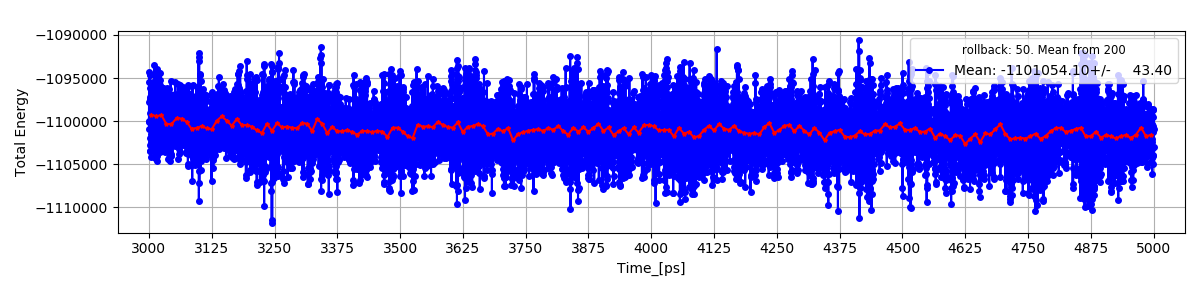 −1090000
−1095000
−1100000
−1105000
−1110000
Total Energy
rollback: 50. Mean from 200
Mean: -1101054.10+/- 43.40
3000 3125 3250 3375 3500 3625 3750 3875 4000 4125 4250 4375 4500 4625 4750 4875 5000
Time_[ps]